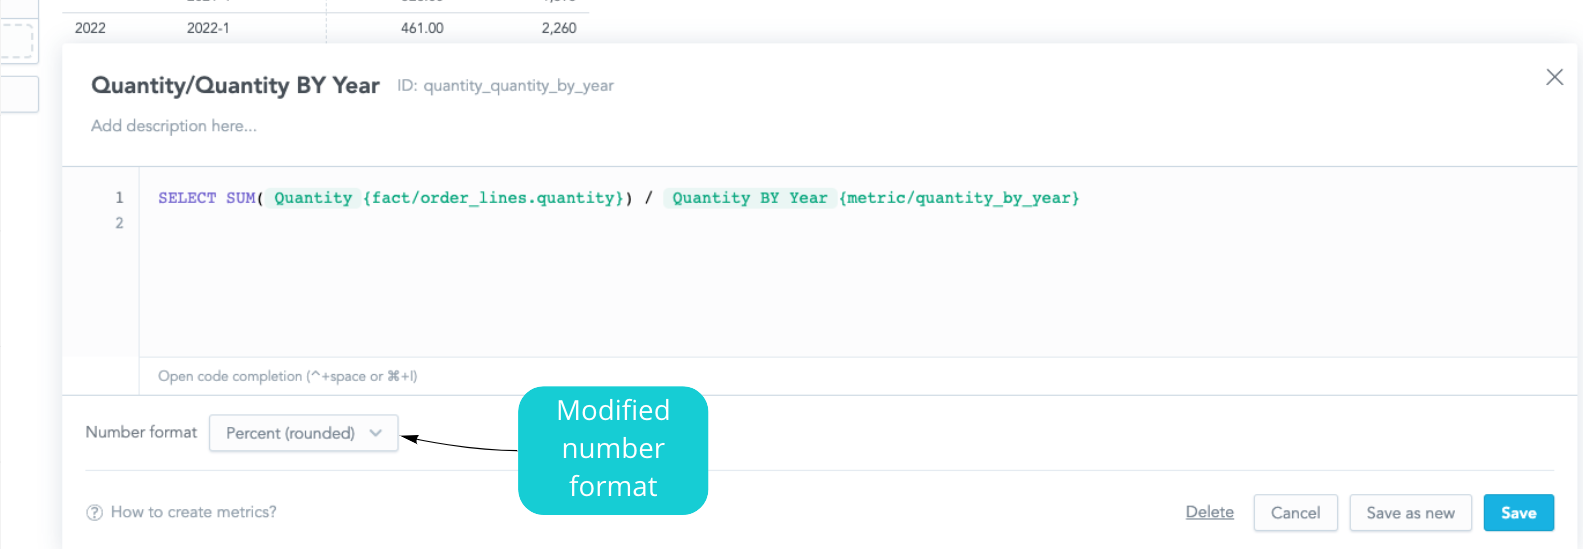 2022 2022-1 461.00 2,260
Quantity/Quantity BY Year ID: quantity_quantity_by_year
Add description here...
1 SELECT SUM( Quantity {fact/order_lines.quantity}) / Quantity BY Year {metric/quantity_by_year}
2
Open code completion (^+space or ⌘+I)
Modified
number
format
Number format Percent (rounded)
How to create metrics?
Delete Cancel Save as new Save